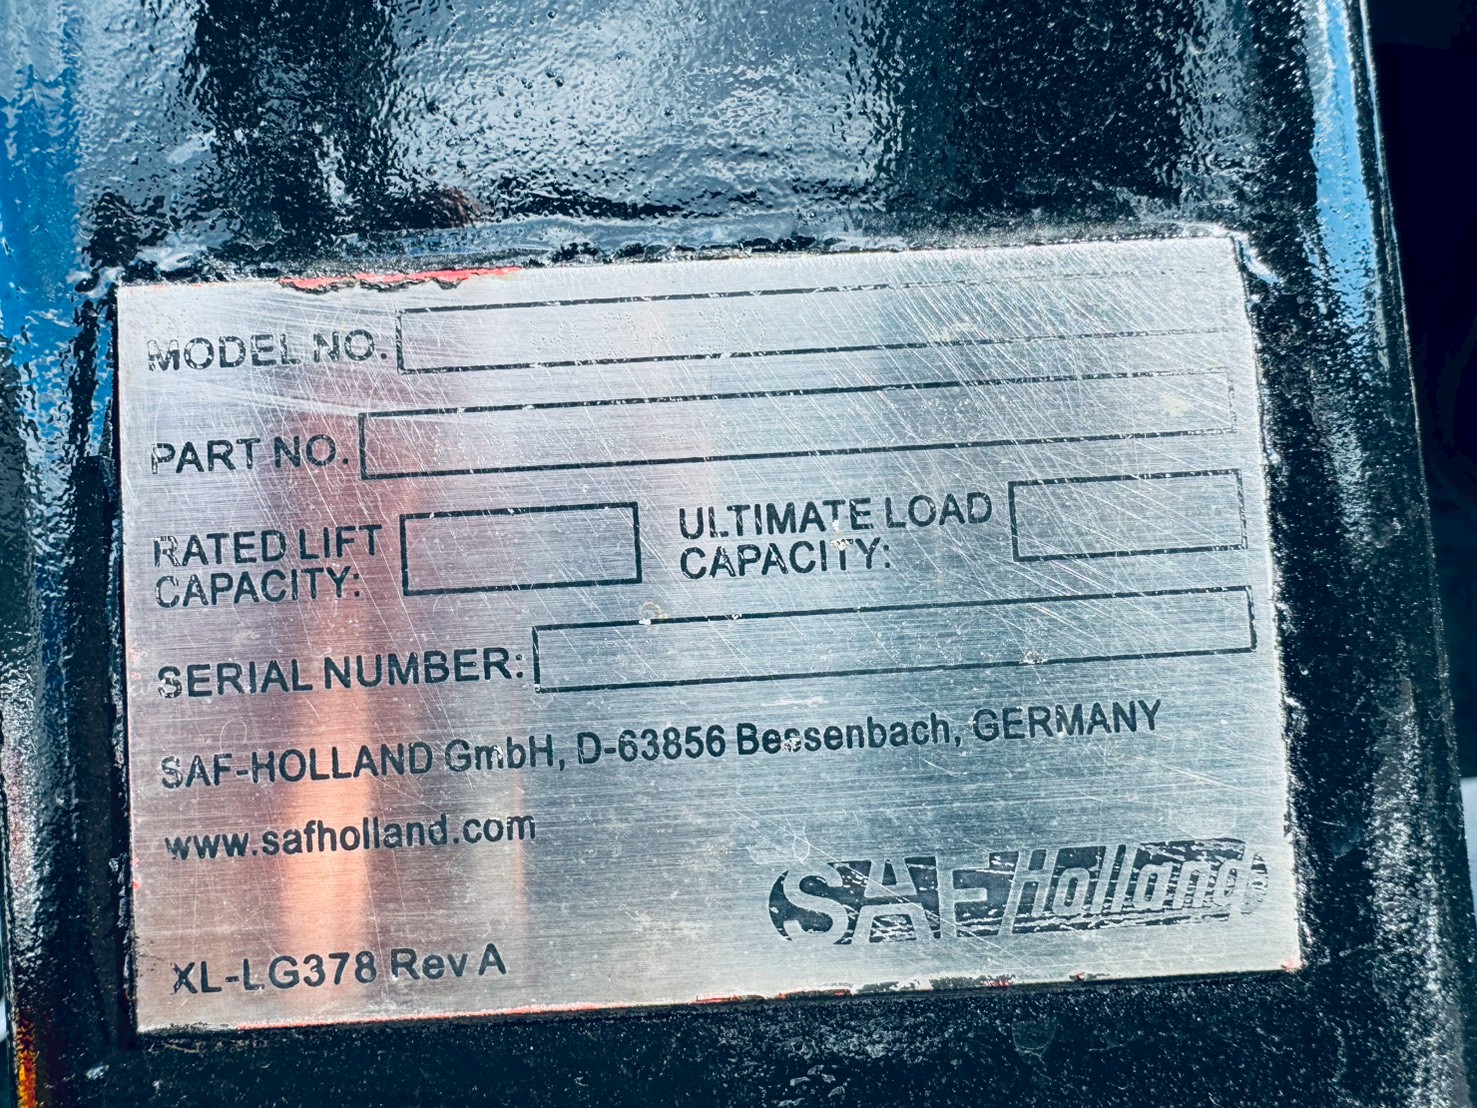 MODEL NO.
PART NO.
RATED LIFT CAPACITY:
ULTIMATE LOAD CAPACITY:
SERIAL NUMBER:
SAF-HOLLAND GmbH, D-63856 Bessenbach, GERMANY
www.safholland.com
SAF Holland
XL-LG378 Rev A